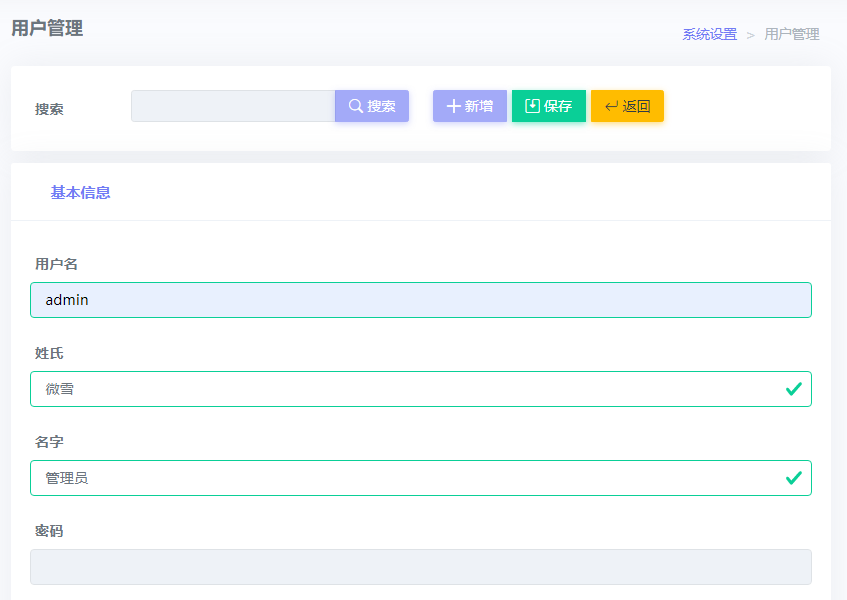 用户管理
系统设置 > 用户管理
搜索 搜索 新增 保存 返回
基本信息
用户名
admin
姓氏
微雪
名字
管理员
密码